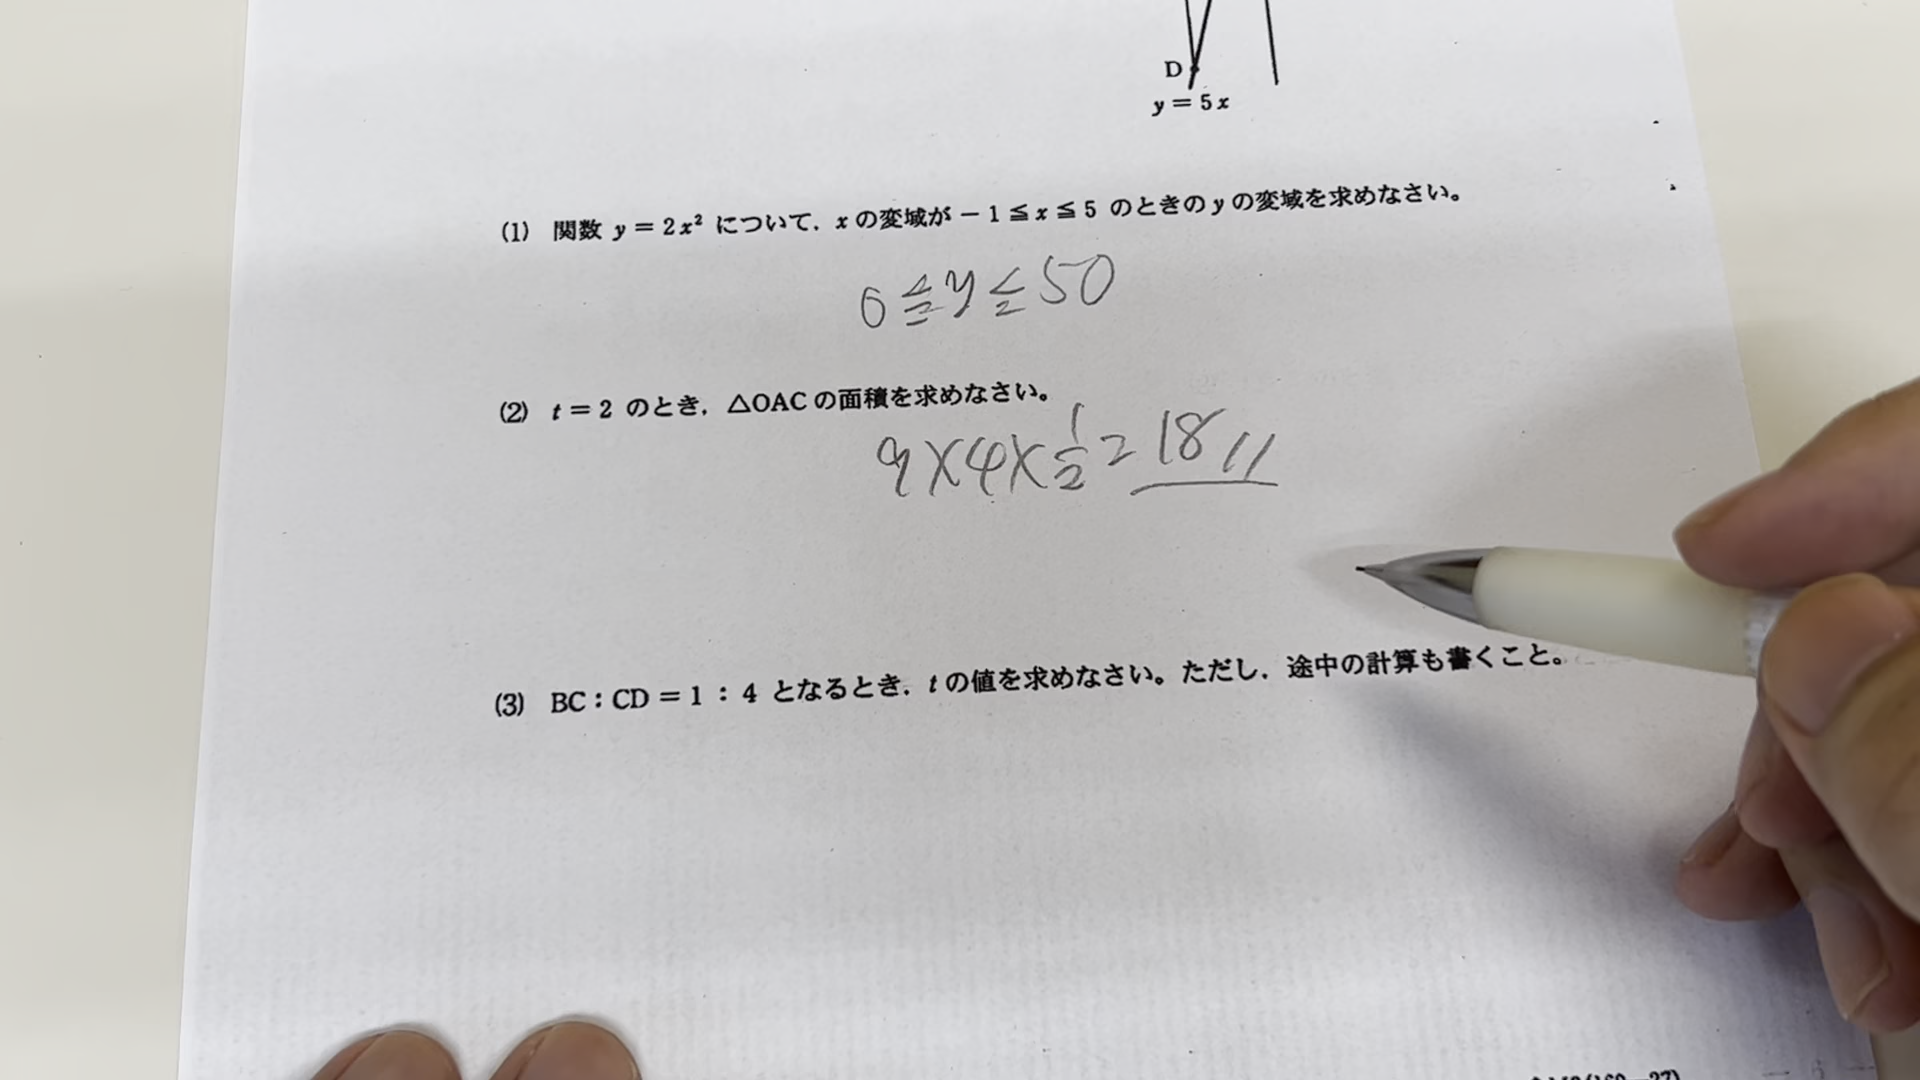 D
y = 5x
(1) 関数 y = 2x² について, x の変域が −1 ≦ x ≦ 5 のときの y の変域を求めなさい。
0 ≦ y ≦ 50
(2) t = 2 のとき, △OAC の面積を求めなさい。
9×4×1/2=18
(3) BC : CD = 1 : 4 となるとき, t の値を求めなさい。ただし, 途中の計算も書くこと。